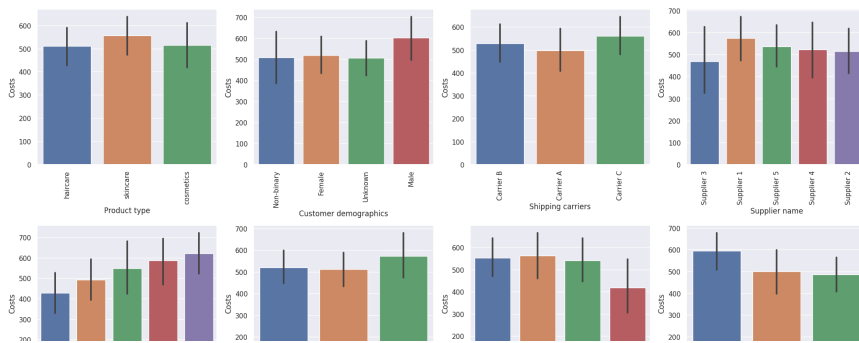 600
500
400
300
200
100
0
Costs
haircare
skincare
cosmetics
Product type
700
600
500
400
300
200
100
0
Costs
Non-binary
Female
Unknown
Male
Customer demographics
600
500
400
300
200
100
0
Costs
Carrier B
Carrier A
Carrier C
Shipping carriers
700
600
500
400
300
200
100
0
Costs
Supplier 3
Supplier 1
Supplier 5
Supplier 4
Supplier 2
Supplier name
700
600
500
400
300
200
Costs
700
600
500
400
300
200
Costs
600
500
400
300
200
Costs
700
600
500
400
300
200
Costs